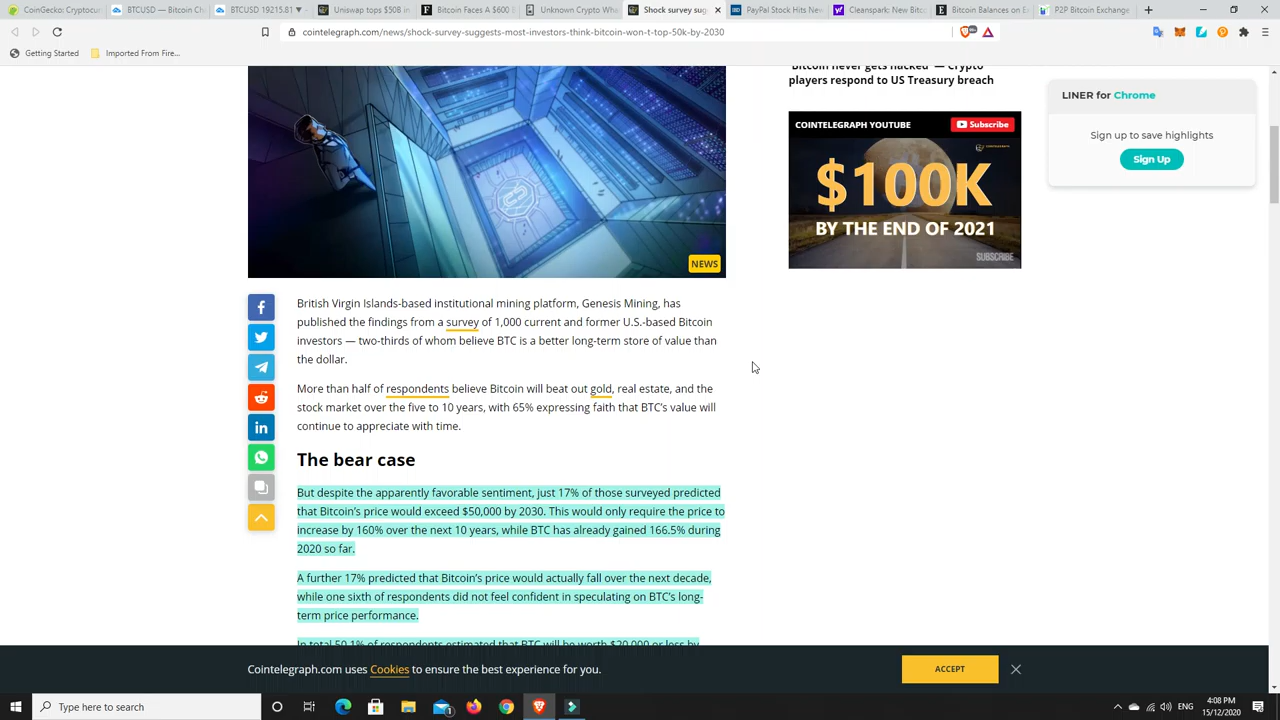 CoinGecko: Cryptocu
BTCUSD — Bitcoin Ch
BTCUSD 19215.81
Uniswap tops $50B in
Bitcoin Faces A $600 B
Unknown Crypto Wha
Shock survey sug
PayPal Stock Hits New
Cleanspark: New Bitco
Bitcoin Balances on E
P2P Bitcoin Exchange
cointelegraph.com/news/shock-survey-suggests-most-investors-think-bitcoin-won-t-top-50k-by-2030
Getting Started
Imported From Fire...
'Bitcoin never gets hacked' — Crypto
players respond to US Treasury breach
LINER for Chrome
Sign up to save highlights
Sign Up
COINTELEGRAPH YOUTUBE
Subscribe
$100K
BY THE END OF 2021
SUBSCRIBE
NEWS
British Virgin Islands-based institutional mining platform, Genesis Mining, has
published the findings from a survey of 1,000 current and former U.S.-based Bitcoin
investors — two-thirds of whom believe BTC is a better long-term store of value than
the dollar.
More than half of respondents believe Bitcoin will beat out gold, real estate, and the
stock market over the five to 10 years, with 65% expressing faith that BTC's value will
continue to appreciate with time.
The bear case
But despite the apparently favorable sentiment, just 17% of those surveyed predicted
that Bitcoin's price would exceed $50,000 by 2030. This would only require the price to
increase by 160% over the next 10 years, while BTC has already gained 166.5% during
2020 so far.
A further 17% predicted that Bitcoin's price would actually fall over the next decade,
while one sixth of respondents did not feel confident in speculating on BTC's long-
term price performance.
In total 50.1% of respondents estimated that BTC will be worth $20,000 or less by
Cointelegraph.com uses Cookies to ensure the best experience for you.
ACCEPT
Type here to search
ENG
4:08 PM
15/12/2020